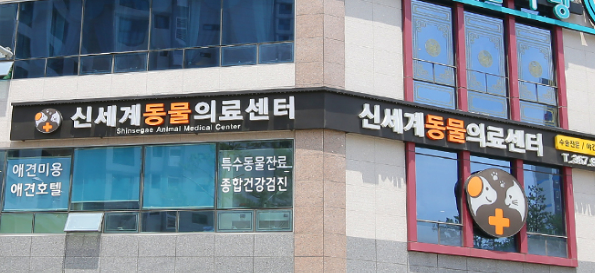 신세계동물의료센터
Shinsegae Animal Medical Center
신세계동물의료센터
애견미용
애견호텔
특수동물진료
종합건강검진